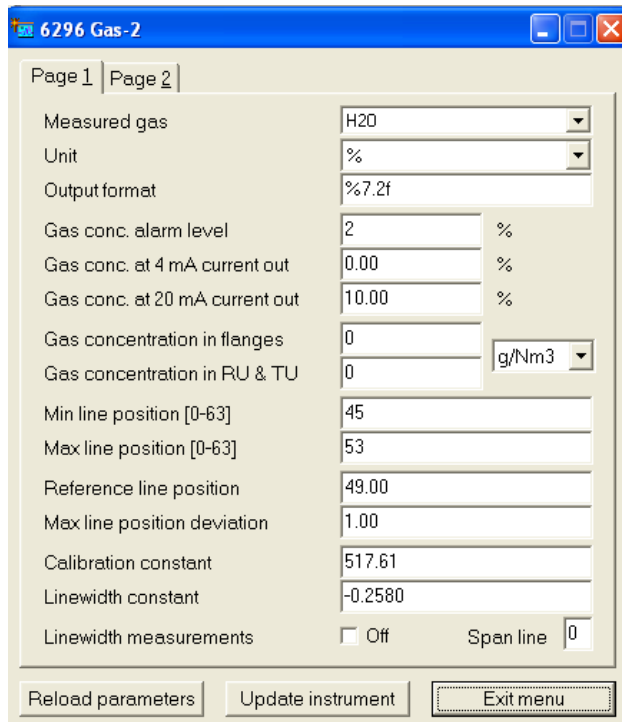 6296 Gas-2
Page 1 Page 2
Measured gas H2O
Unit %
Output format %7.2f
Gas conc. alarm level 2 %
Gas conc. at 4 mA current out 0.00 %
Gas conc. at 20 mA current out 10.00 %
Gas concentration in flanges 0
g/Nm3
Gas concentration in RU & TU 0
Min line position [0-63] 45
Max line position [0-63] 53
Reference line position 49.00
Max line position deviation 1.00
Calibration constant 517.61
Linewidth constant -0.2580
Linewidth measurements Off Span line 0
Reload parameters Update instrument Exit menu